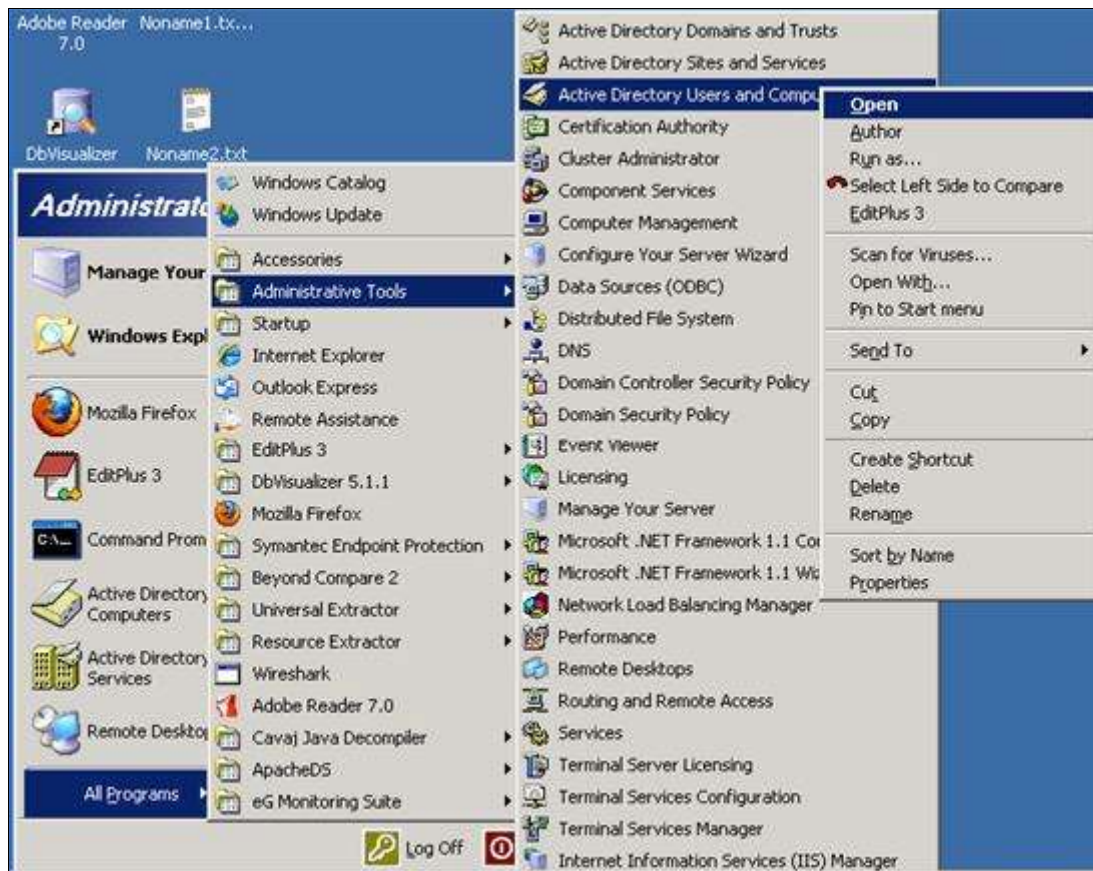 Adobe Reader 7.0
Noname1.tx...
DbVisualizer
Noname2.txt
Administrato
Manage Your
Windows Expl
Mozilla Firefox
EditPlus 3
Command Prom
Active Directory
Computers
Active Directory
Services
Remote Desktop
All Programs
Windows Catalog
Windows Update
Accessories
Administrative Tools
Startup
Internet Explorer
Outlook Express
Remote Assistance
EditPlus 3
DbVisualizer 5.1.1
Mozilla Firefox
Symantec Endpoint Protection
Beyond Compare 2
Universal Extractor
Resource Extractor
Wireshark
Adobe Reader 7.0
Cavaj Java Decompiler
ApacheDS
eG Monitoring Suite
Log Off
Active Directory Domains and Trusts
Active Directory Sites and Services
Active Directory Users and Compu
Certification Authority
Cluster Administrator
Component Services
Computer Management
Configure Your Server Wizard
Data Sources (ODBC)
Distributed File System
DNS
Domain Controller Security Policy
Domain Security Policy
Event Viewer
Licensing
Manage Your Server
Microsoft .NET Framework 1.1 Con
Microsoft .NET Framework 1.1 Wiz
Network Load Balancing Manager
Performance
Remote Desktops
Routing and Remote Access
Services
Terminal Server Licensing
Terminal Services Configuration
Terminal Services Manager
Internet Information Services (IIS) Manager
Open
Author
Run as...
Select Left Side to Compare
EditPlus 3
Scan for Viruses...
Open With...
Pin to Start menu
Send To
Cut
Copy
Create Shortcut
Delete
Rename
Sort by Name
Properties